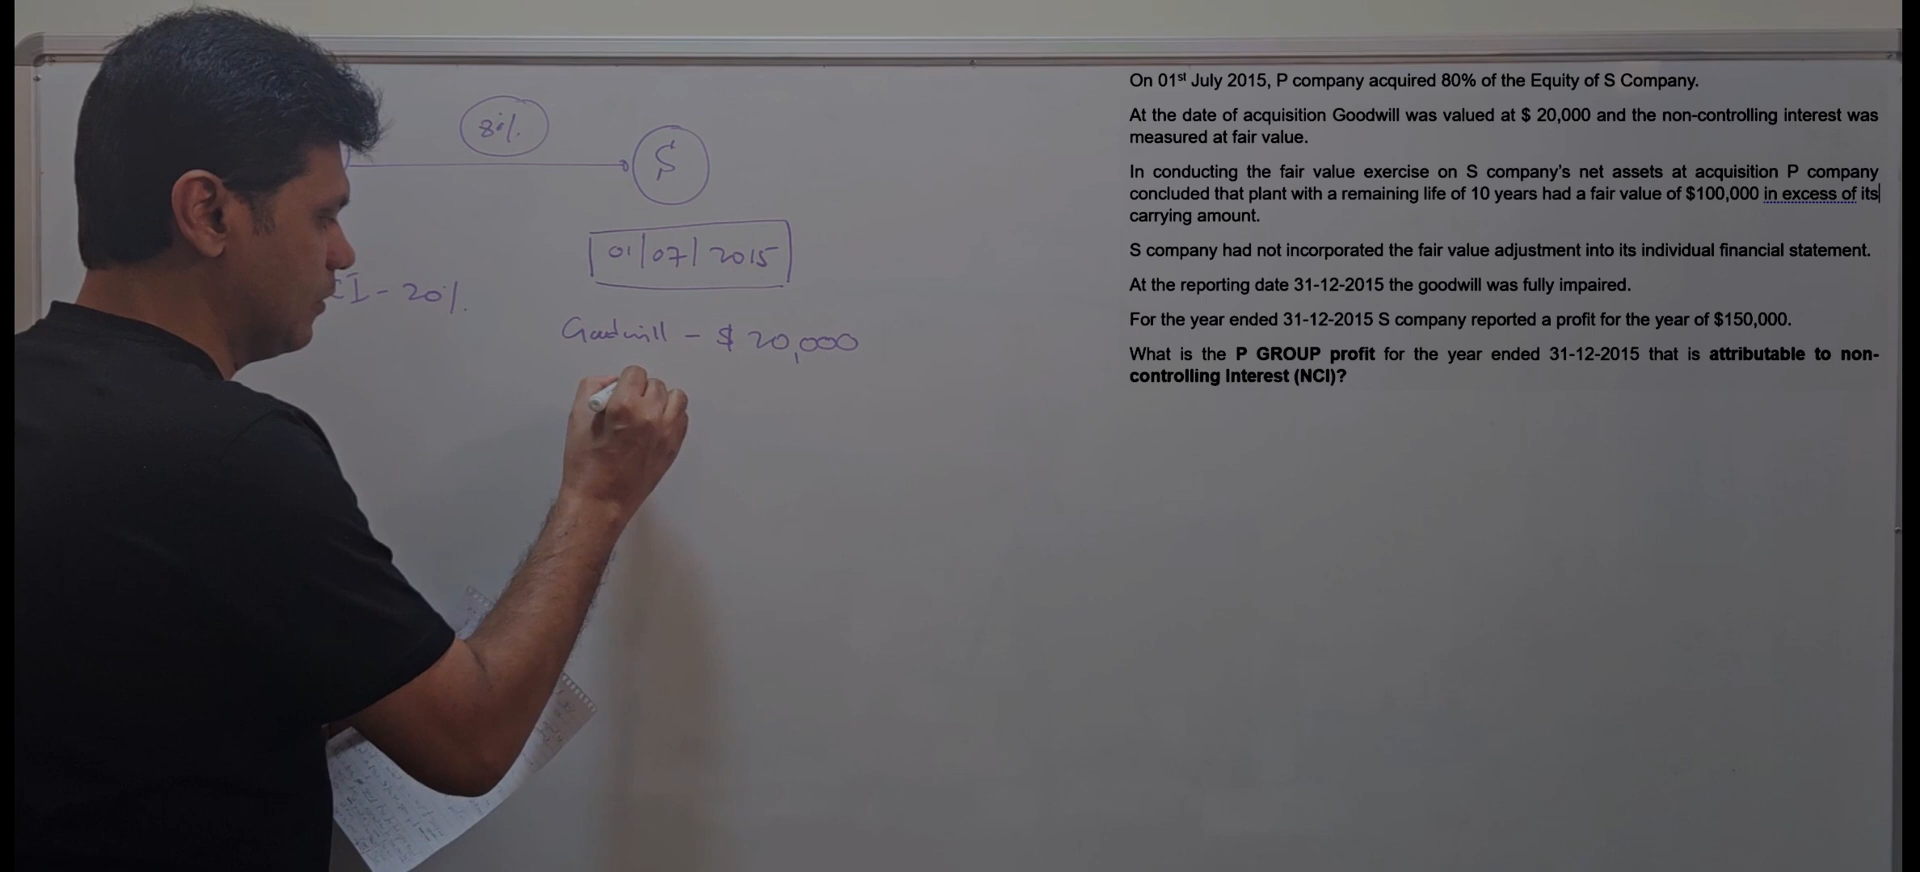 80%
S
01/07/2015
I - 20%.
Goodwill - $ 20,000
On 01st July 2015, P company acquired 80% of the Equity of S Company.
At the date of acquisition Goodwill was valued at $ 20,000 and the non-controlling interest was
measured at fair value.
In conducting the fair value exercise on S company's net assets at acquisition P company
concluded that plant with a remaining life of 10 years had a fair value of $100,000 in excess of its
carrying amount.
S company had not incorporated the fair value adjustment into its individual financial statement.
At the reporting date 31-12-2015 the goodwill was fully impaired.
For the year ended 31-12-2015 S company reported a profit for the year of $150,000.
What is the P GROUP profit for the year ended 31-12-2015 that is attributable to non-
controlling Interest (NCI)?